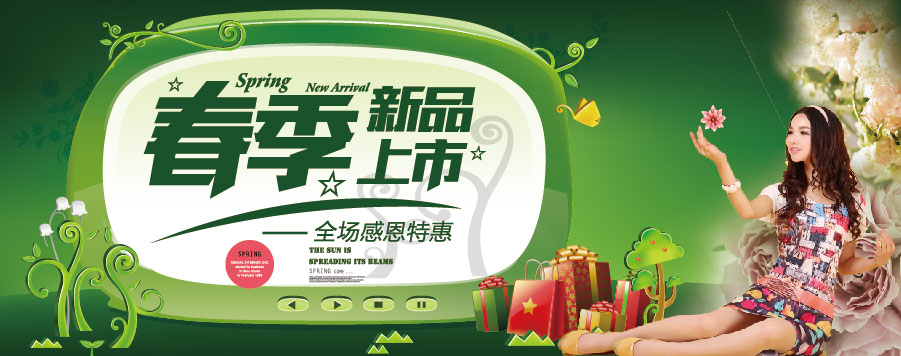 Spring
New Arrival
春季
新品
上市
全场感恩特惠
SPRING
THE SUN IS
SPREADING ITS BEAMS
SPRING COME...